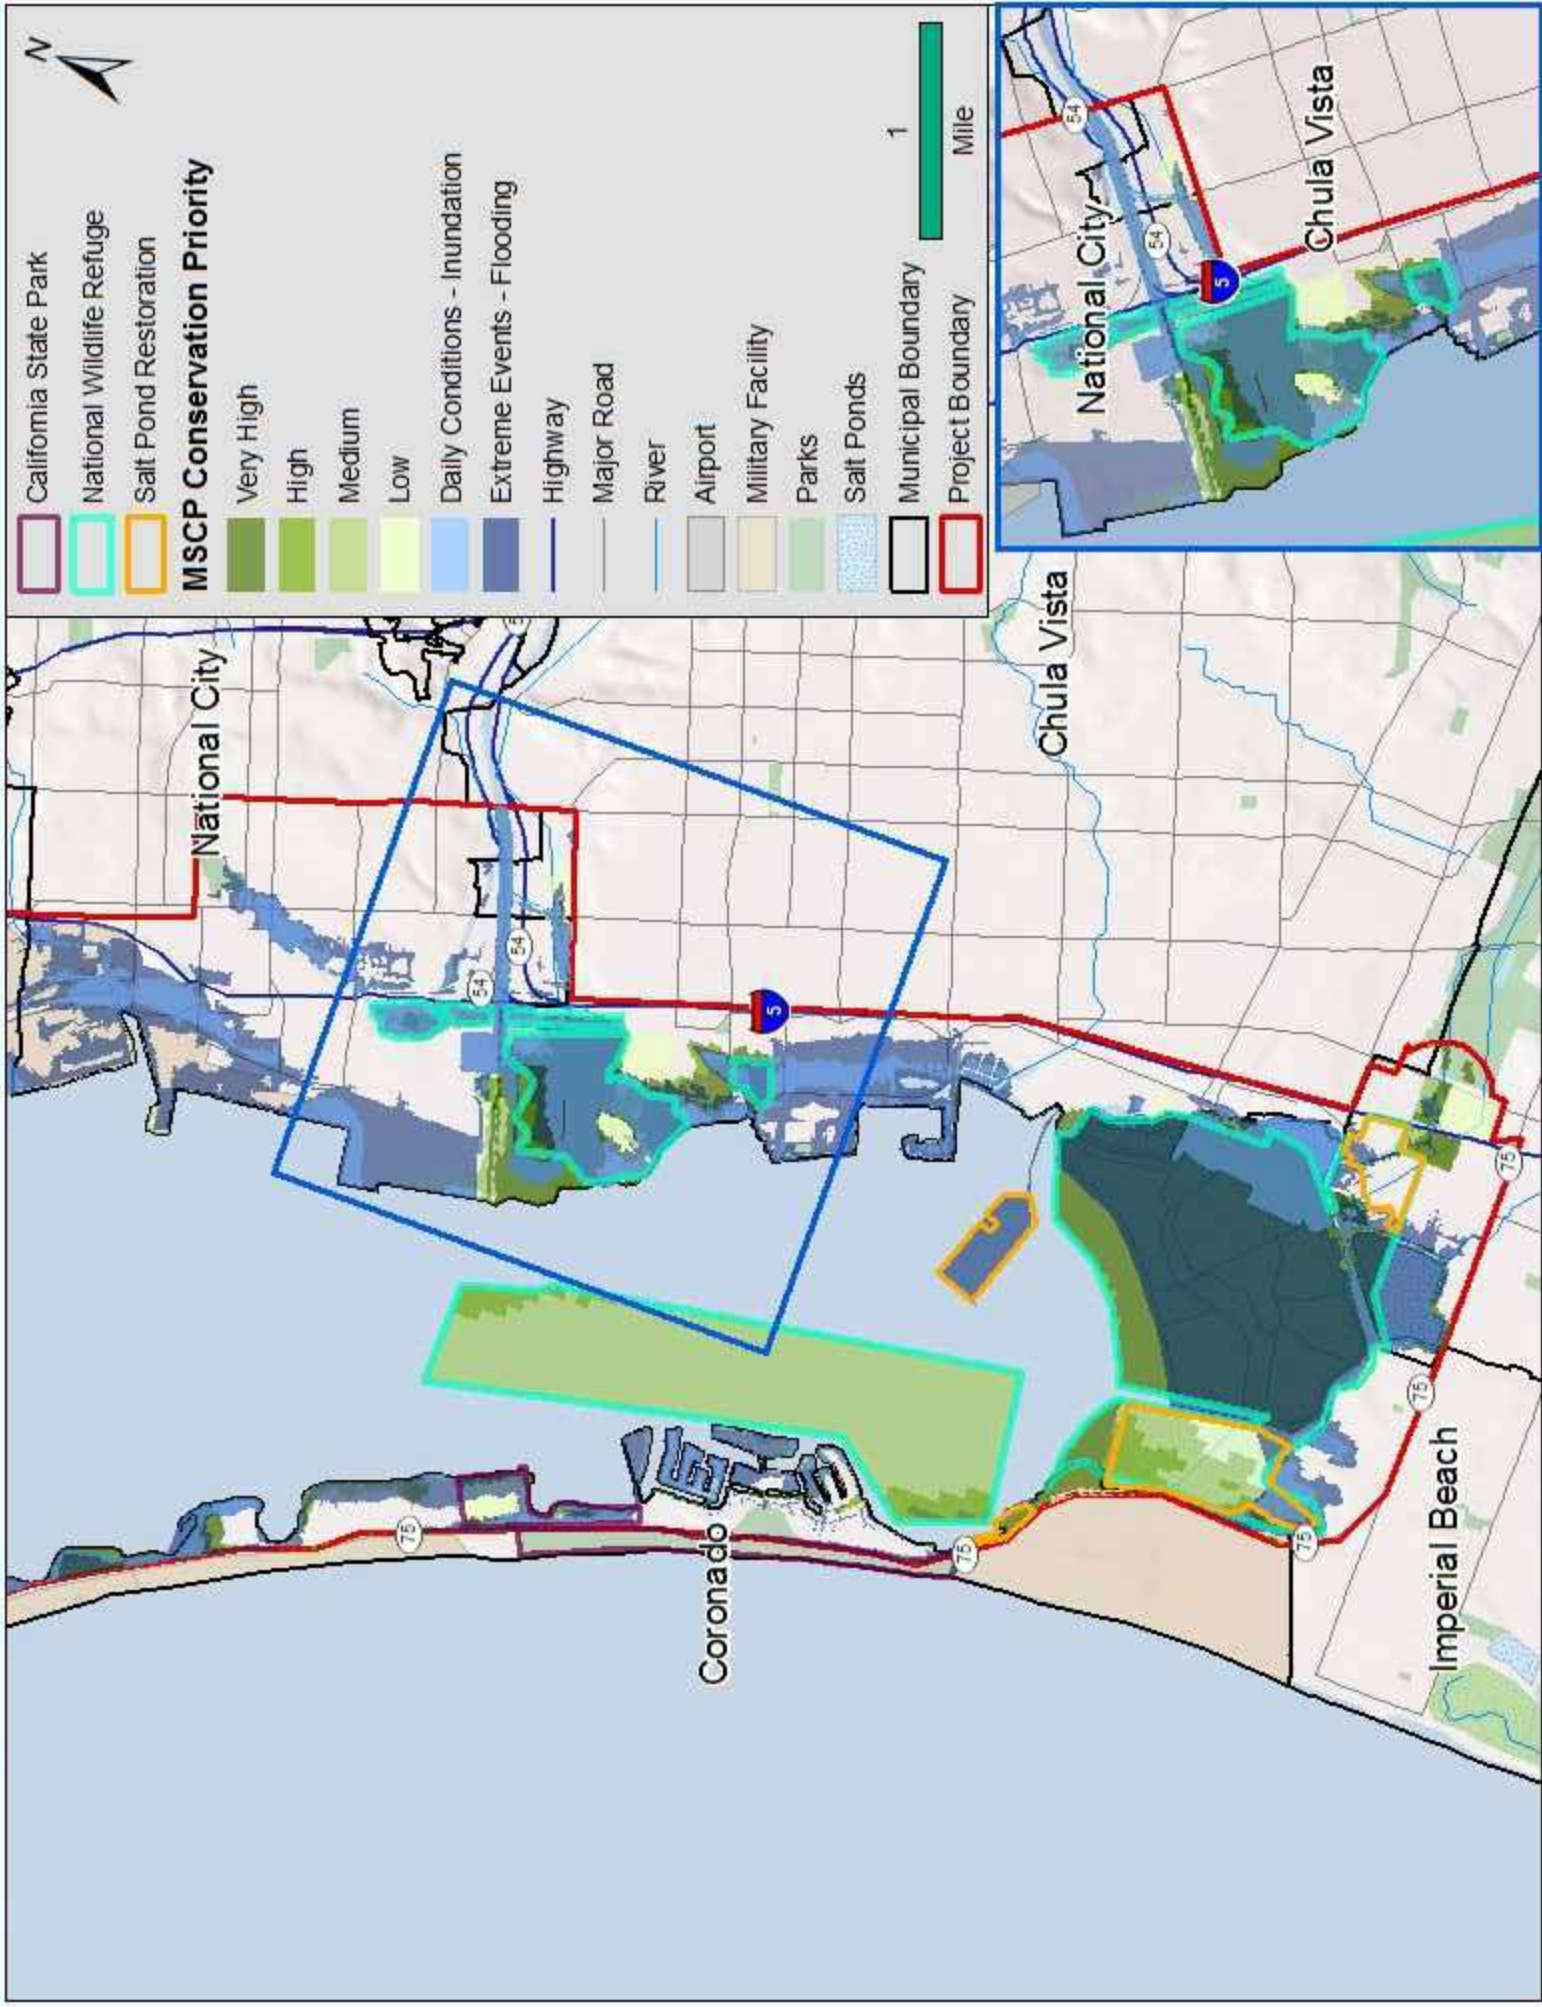 N
California State Park
National Wildlife Refuge
Salt Pond Restoration
MSCP Conservation Priority
Very High
High
Medium
Low
Daily Conditions - Inundation
Extreme Events - Flooding
Highway
Major Road
River
Airport
Military Facility
Parks
Salt Ponds
Municipal Boundary
Project Boundary
1
Mile
National City
54
54
5
Chula Vista
75
Coronado
75
75
75
75
Imperial Beach
National City
54
54
5
Chula Vista